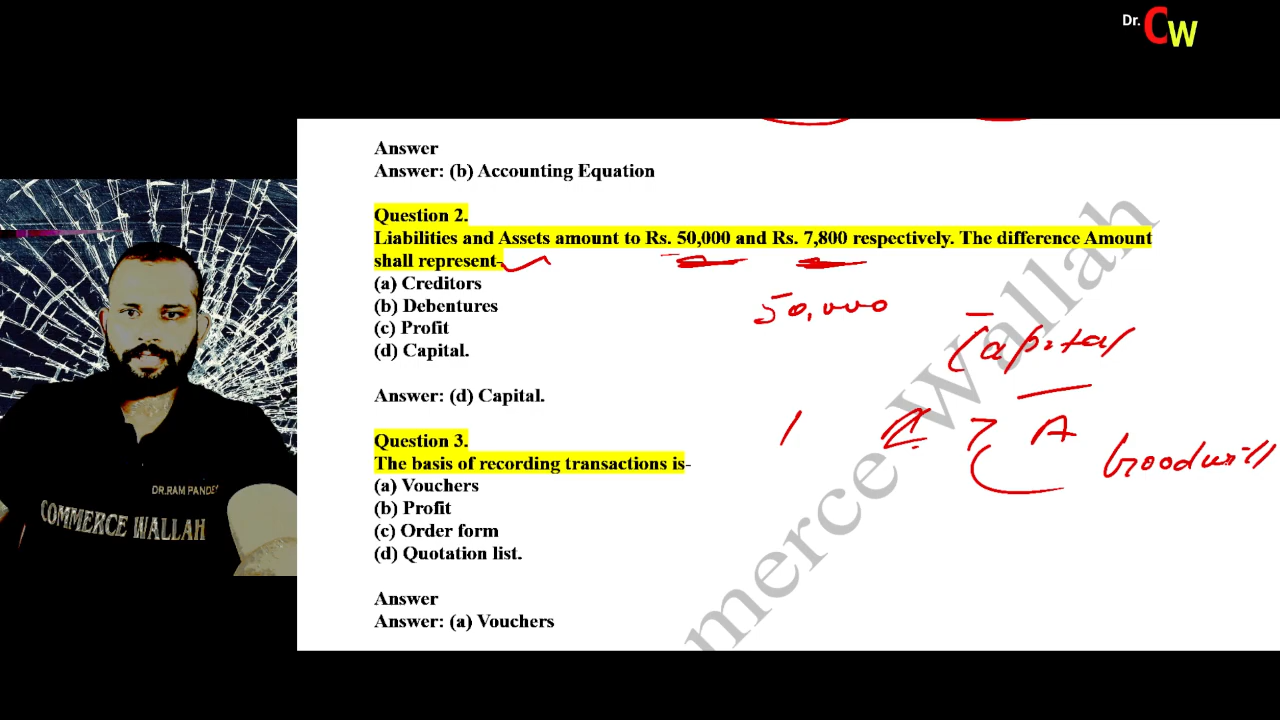 Dr. CW
Answer
Answer: (b) Accounting Equation
Question 2.
Liabilities and Assets amount to Rs. 50,000 and Rs. 7,800 respectively. The difference Amount
shall represent-
(a) Creditors
(b) Debentures
(c) Profit
(d) Capital.
50,000
Capital
A
Goodwill
Answer: (d) Capital.
Question 3.
The basis of recording transactions is-
(a) Vouchers
(b) Profit
(c) Order form
(d) Quotation list.
Answer
Answer: (a) Vouchers
merce Wallah
DR.RAM PANDEY
COMMERCE WALLAH